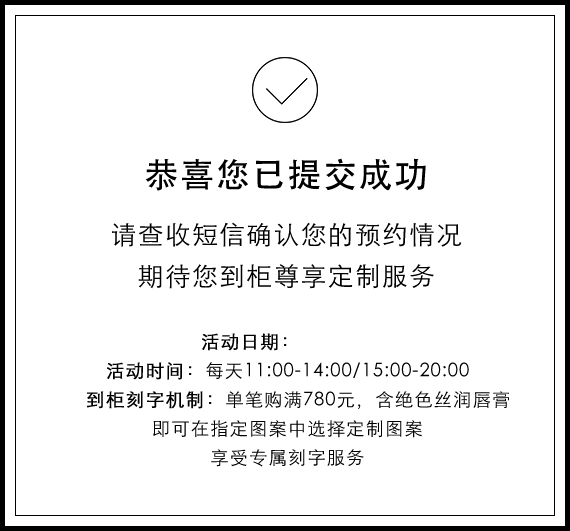 恭喜您已提交成功
请查收短信确认您的预约情况
期待您到柜尊享定制服务
活动日期：
活动时间：每天11:00-14:00/15:00-20:00
到柜刻字机制：单笔购满780元，含绝色丝润唇膏
即可在指定图案中选择定制图案
享受专属刻字服务